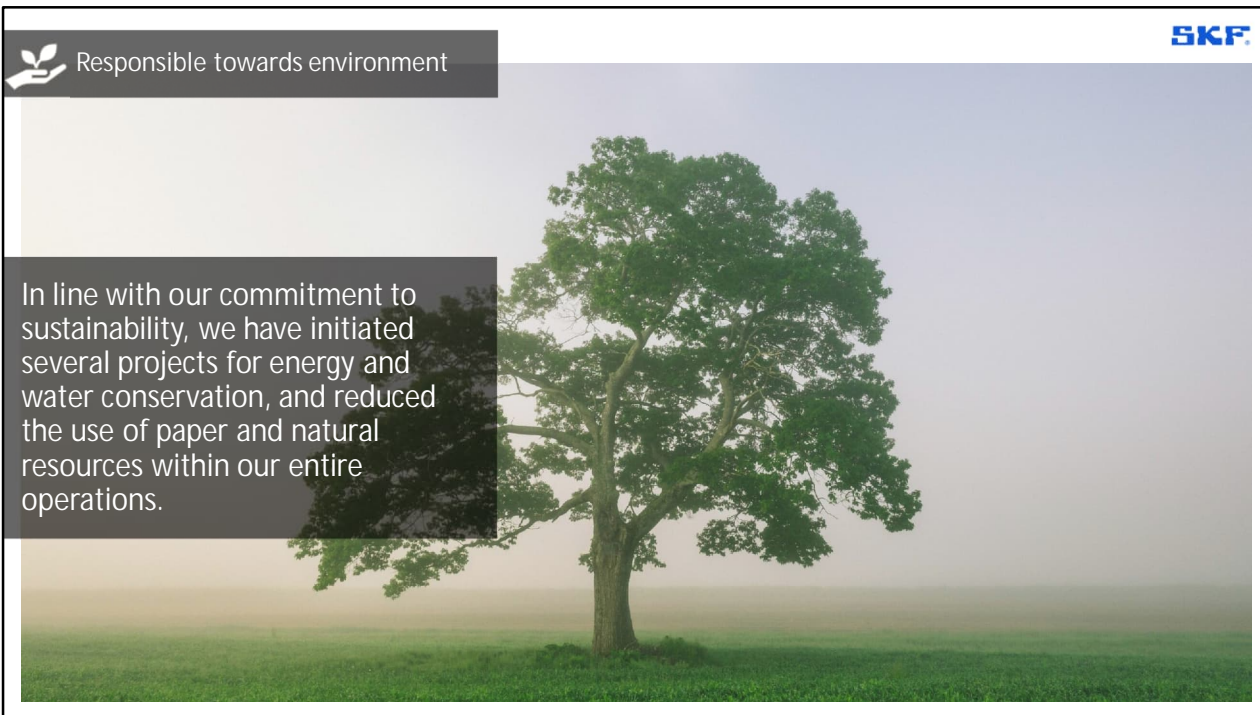 SKF
Responsible towards environment
In line with our commitment to
sustainability, we have initiated
several projects for energy and
water conservation, and reduced
the use of paper and natural
resources within our entire
operations.